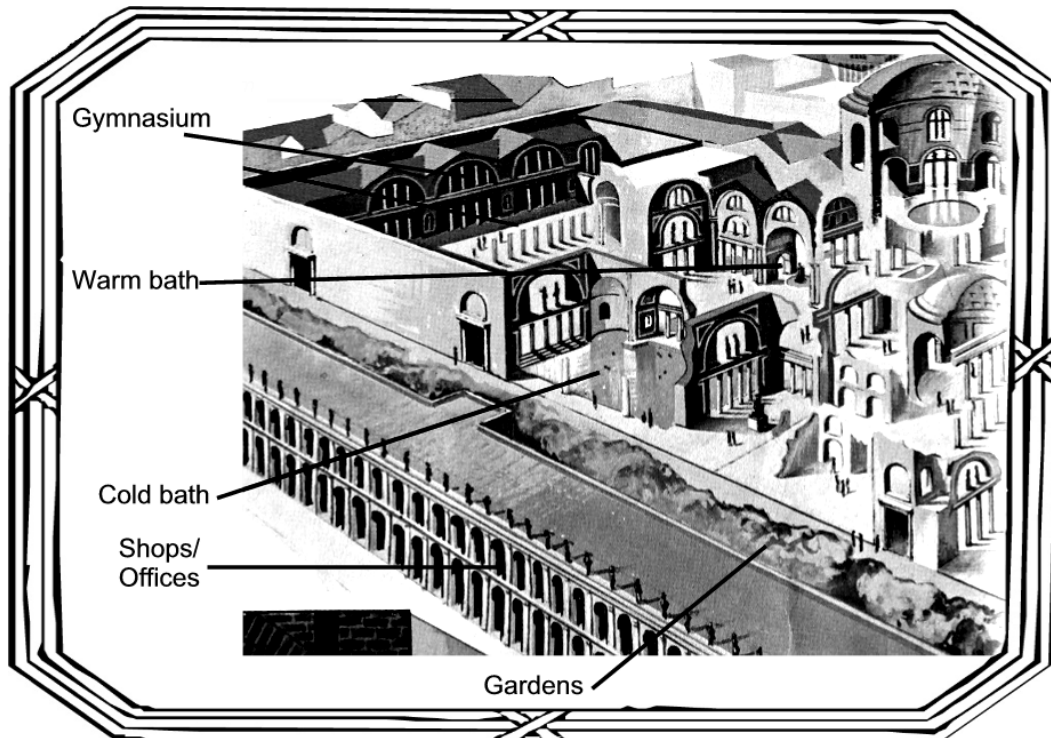 Gymnasium
Warm bath
Cold bath
Shops/
Offices
Gardens